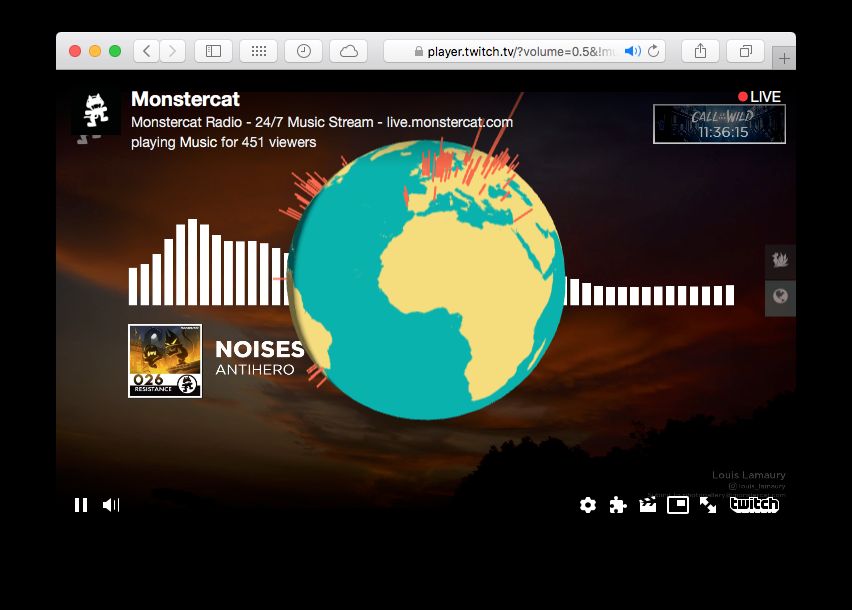 player.twitch.tv/?volume=0.5&!mu
Monstercat
Monstercat Radio - 24/7 Music Stream - live.monstercat.com
playing Music for 451 viewers
LIVE
CALL OF THE WILD
11:36:15
NOISES
ANTIHERO
026
RESISTANCE
Louis Lamaury
@louis_lamaury
twitch